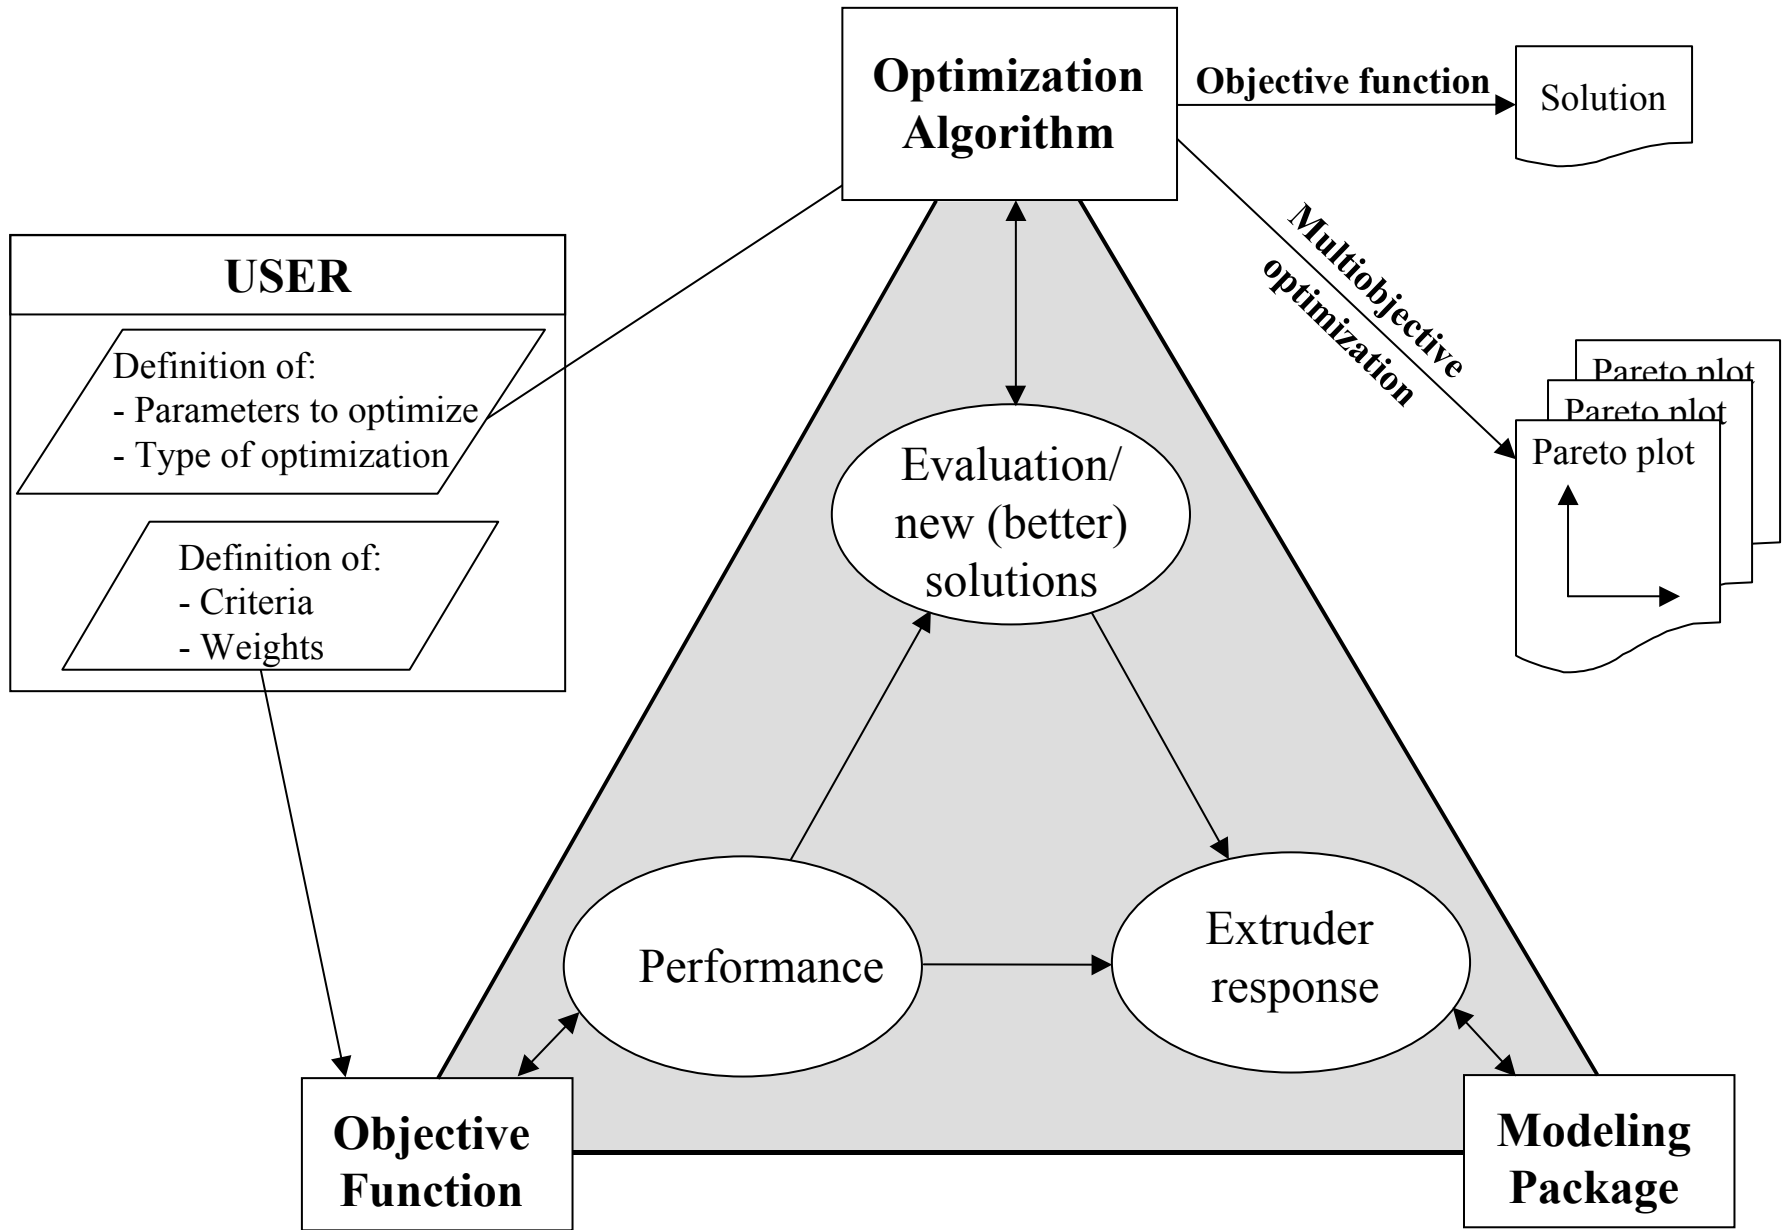 Optimization
Algorithm
Objective function
Solution
Multiobjective
optimization
USER
Definition of:
- Parameters to optimize
- Type of optimization
Definition of:
- Criteria
- Weights
Pareto plot
Pareto plot
Pareto plot
Evaluation/
new (better)
solutions
Performance
Extruder
response
Objective
Function
Modeling
Package